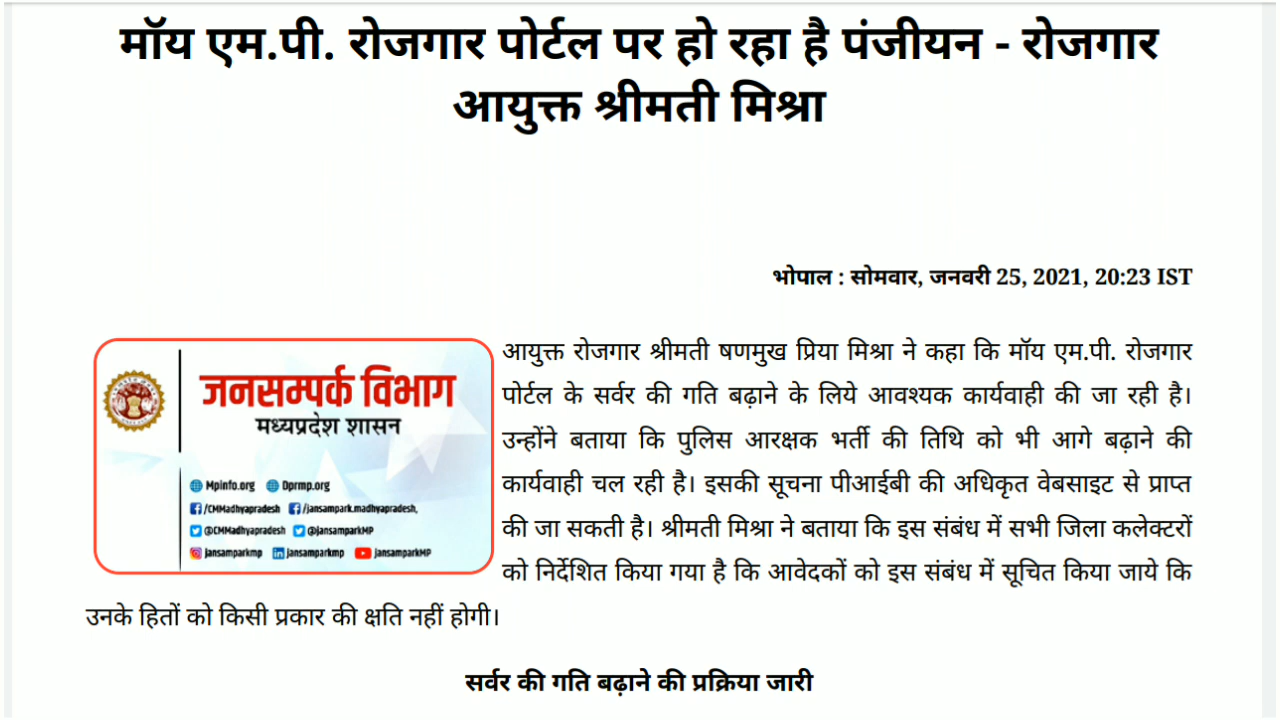 मॉय एम.पी. रोजगार पोर्टल पर हो रहा है पंजीयन - रोजगार
आयुक्त श्रीमती मिश्रा
भोपाल : सोमवार, जनवरी 25, 2021, 20:23 IST
जनसम्पर्क विभाग
मध्यप्रदेश शासन
Mpinfo.org Dprmp.org
/CMMadhyapradesh /jansampark.madhyapradesh,
@CMMadhyapradesh @jansamparkMP
jansamparkmp jansamparkmp jansamparkMP
आयुक्त रोजगार श्रीमती षणमुख प्रिया मिश्रा ने कहा कि मॉय एम.पी. रोजगार
पोर्टल के सर्वर की गति बढ़ाने के लिये आवश्यक कार्यवाही की जा रही है।
उन्होंने बताया कि पुलिस आरक्षक भर्ती की तिथि को भी आगे बढ़ाने की
कार्यवाही चल रही है। इसकी सूचना पीआईबी की अधिकृत वेबसाइट से प्राप्त
की जा सकती है। श्रीमती मिश्रा ने बताया कि इस संबंध में सभी जिला कलेक्टरों
को निर्देशित किया गया है कि आवेदकों को इस संबंध में सूचित किया जाये कि
उनके हितों को किसी प्रकार की क्षति नहीं होगी।
सर्वर की गति बढ़ाने की प्रक्रिया जारी